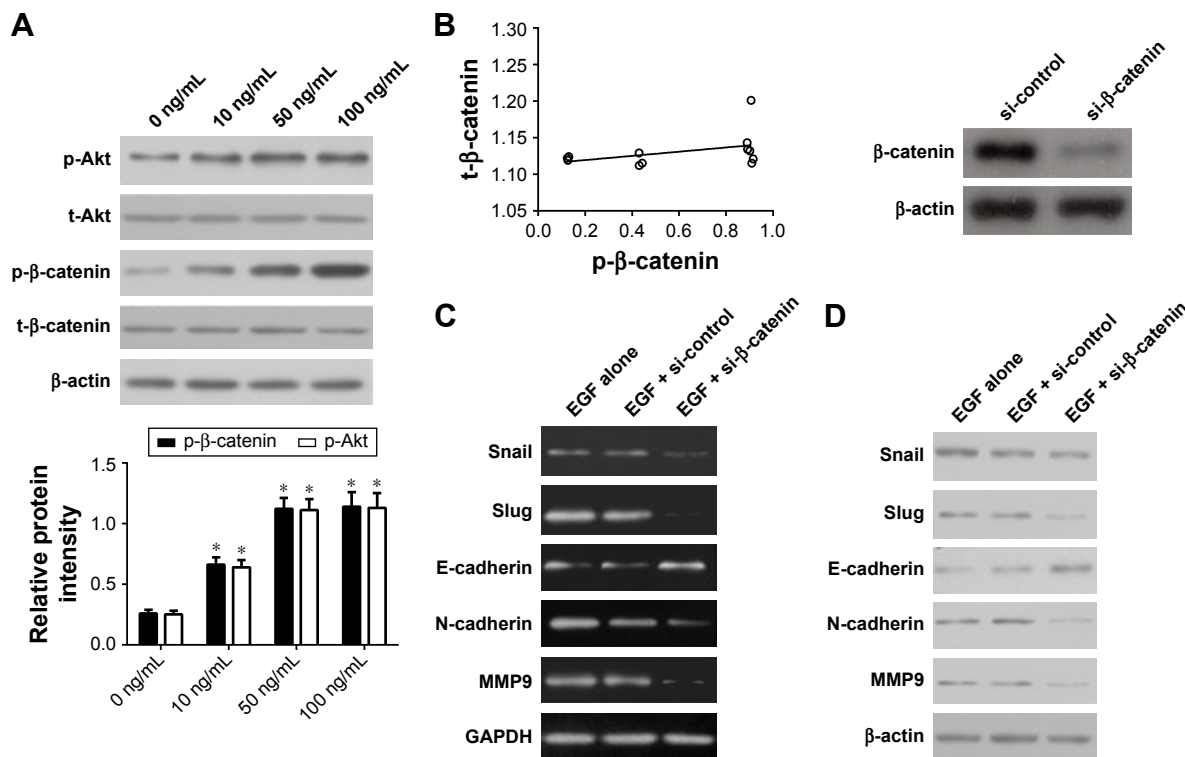 A
0 ng/mL
10 ng/mL
50 ng/mL
100 ng/mL
p-Akt
t-Akt
p-β-catenin
t-β-catenin
β-actin
p-β-catenin
p-Akt
Relative protein
intensity
1.5
1.0
0.5
0.0
* * * * * *
0 ng/mL
10 ng/mL
50 ng/mL
100 ng/mL
B
t-β-catenin
1.30
1.25
1.20
1.15
1.10
1.05
0.0 0.2 0.4 0.6 0.8 1.0
p-β-catenin
si-control
si-β-catenin
β-catenin
β-actin
C
EGF alone
EGF + si-control
EGF + si-β-catenin
Snail
Slug
E-cadherin
N-cadherin
MMP9
GAPDH
D
EGF alone
EGF + si-control
EGF + si-β-catenin
Snail
Slug
E-cadherin
N-cadherin
MMP9
β-actin